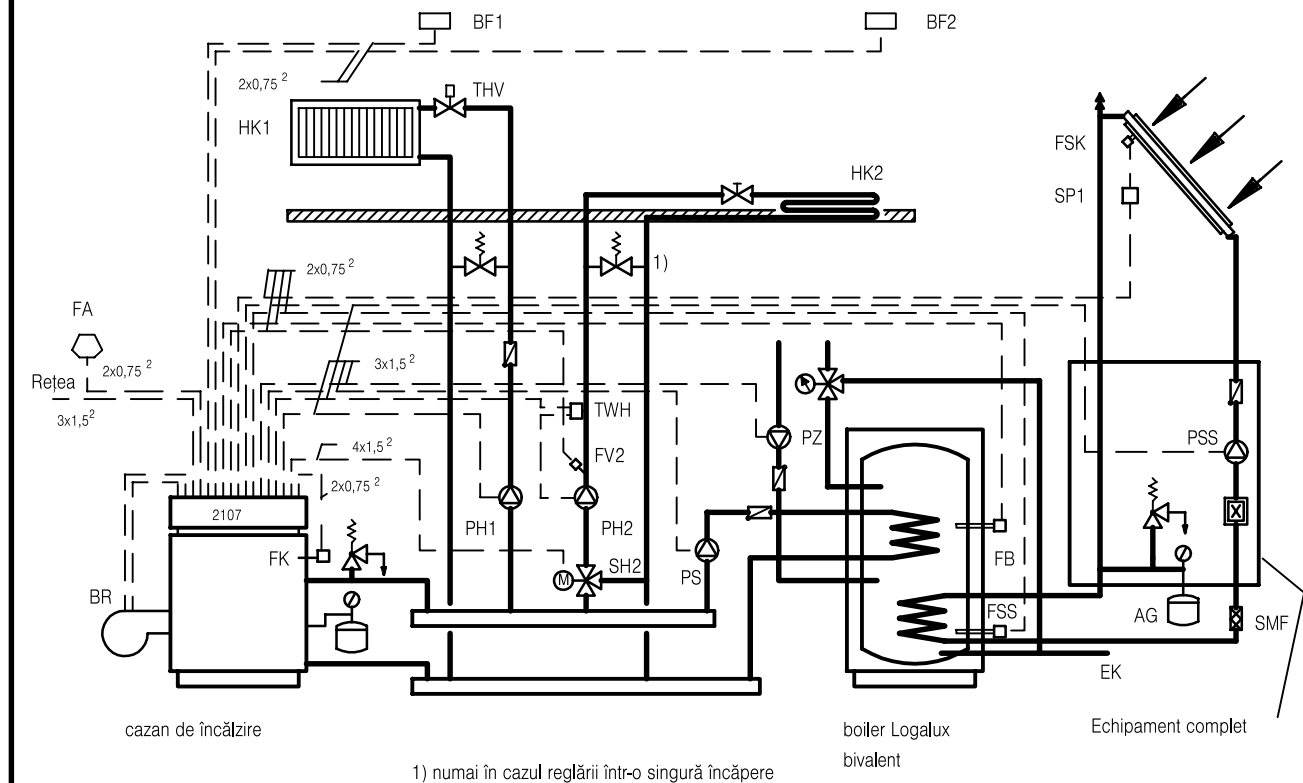 BF1
BF2
2x0,75 ²
THV
HK1
FSK
HK2
SP1
1)
2x0,75 ²
FA
2x0,75 ²
3x1,5 ²
Rețea
3x1,5²
TWH
PZ
PSS
4x1,5 ²
FV2
2x0,75 ²
2107
PH1
PH2
FK
SH2
PS
FB
BR
M
FSS
AG
SMF
EK
cazan de încălzire
boiler Logalux
bivalent
Echipament complet
1) numai în cazul reglării într-o singură încăpere